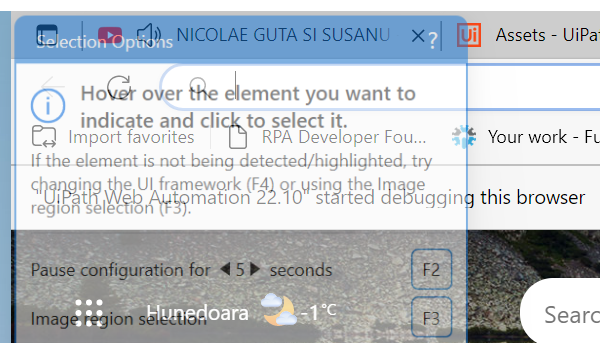 Selection Options
NICOLAE GUTA SI SUSANU
?
Ui
Assets - UiPat
Hover over the element you want to
indicate and click to select it.
Import favorites
RPA Developer Fou...
Your work - Fu
If the element is not being detected/highlighted, try
changing the UI framework (F4) or using the Image
region selection (F3).
"UiPath Web Automation 22.10" started debugging this browser
Pause configuration for 5 seconds
F2
Hunedoara
-1°C
Searc
Image region selection
F3